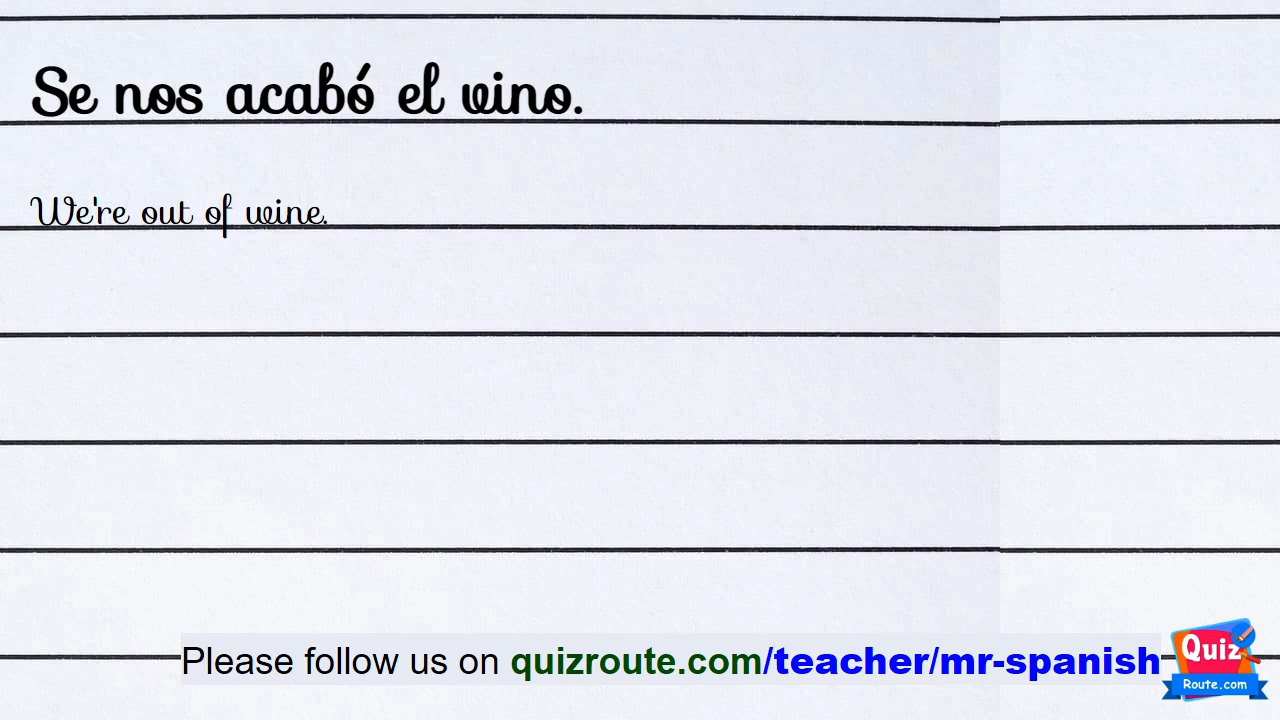 Se nos acabó el vino.
We're out of wine.
Please follow us on quizroute.com/teacher/mr-spanish
Quiz
Route.com